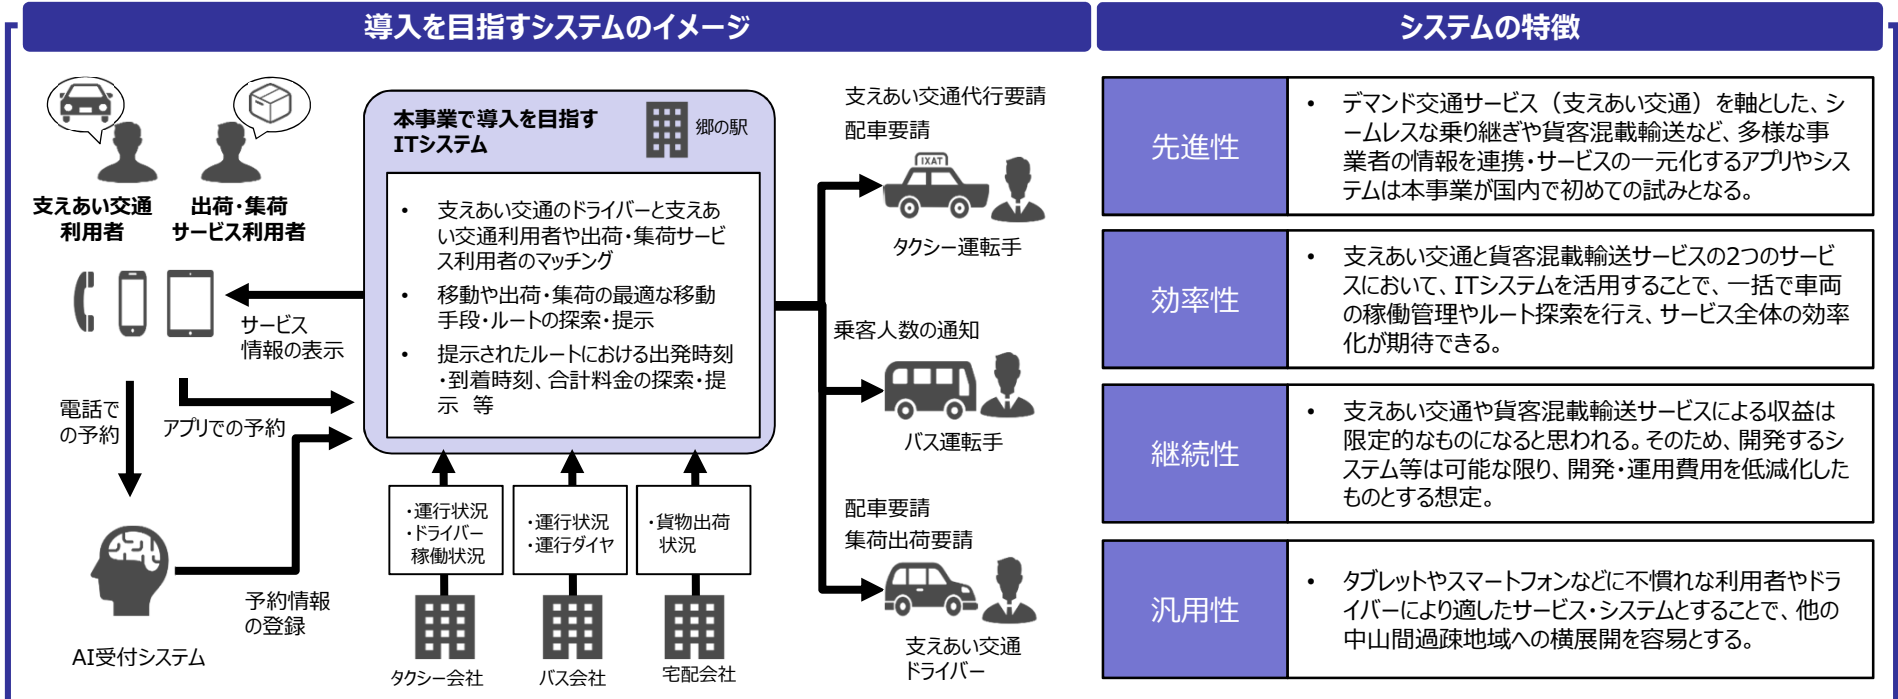 導入を目指すシステムのイメージ
支えあい交通
利用者
出荷・集荷
サービス利用者
サービス
情報の表示
電話で
の予約
アプリでの予約
AI受付システム
予約情報
の登録
本事業で導入を目指す
ITシステム
郷の駅
• 支えあい交通のドライバーと支えあ
い交通利用者や出荷・集荷サービ
ス利用者のマッチング
• 移動や出荷・集荷の最適な移動
手段・ルートの探索・提示
• 提示されたルートにおける出発時刻
・到着時刻、合計料金の探索・提
示 等
・運行状況
・ドライバー
稼働状況
・運行状況
・運行ダイヤ
・貨物出荷
状況
タクシー会社
バス会社
宅配会社
支えあい交通代行要請
配車要請
IXAT
タクシー運転手
乗客人数の通知
バス運転手
配車要請
集荷出荷要請
支えあい交通
ドライバー
システムの特徴
先進性
• デマンド交通サービス（支えあい交通）を軸とした、シ
ームレスな乗り継ぎや貨客混載輸送など、多様な事
業者の情報を連携・サービスの一元化するアプリやシス
テムは本事業が国内で初めての試みとなる。
効率性
• 支えあい交通と貨客混載輸送サービスの2つのサービ
スにおいて、ITシステムを活用することで、一括で車両
の稼働管理やルート探索を行え、サービス全体の効率
化が期待できる。
継続性
• 支えあい交通や貨客混載輸送サービスによる収益は
限定的なものになると思われる。そのため、開発するシ
ステム等は可能な限り、開発・運用費用を低減化した
ものとする想定。
汎用性
• タブレットやスマートフォンなどに不慣れな利用者やドラ
イバーにより適したサービス・システムとすることで、他の
中山間過疎地域への横展開を容易とする。